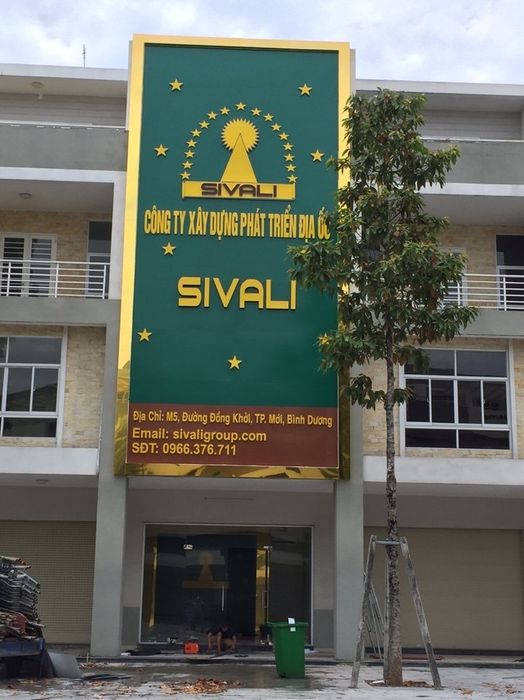 SIVALI
CÔNG TY XÂY DỰNG PHÁT TRIỂN ĐỊA ỐC
SIVALI
Địa Chỉ: M5, Đường Đồng Khởi, TP. Mới, Bình Dương
Email: sivaligroup.com
SĐT: 0966.376.711